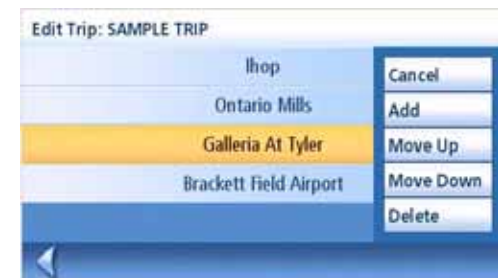 Edit Trip: SAMPLE TRIP
Ihop
Ontario Mills
Galleria At Tyler
Brackett Field Airport
Cancel
Add
Move Up
Move Down
Delete